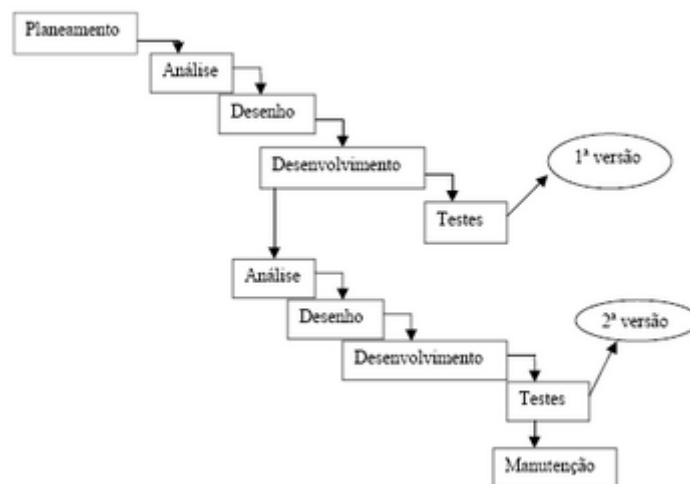 Planeamento
Análise
Desenho
Desenvolvimento
1ª versão
Testes
Análise
Desenho
2ª versão
Desenvolvimento
Testes
Manutenção